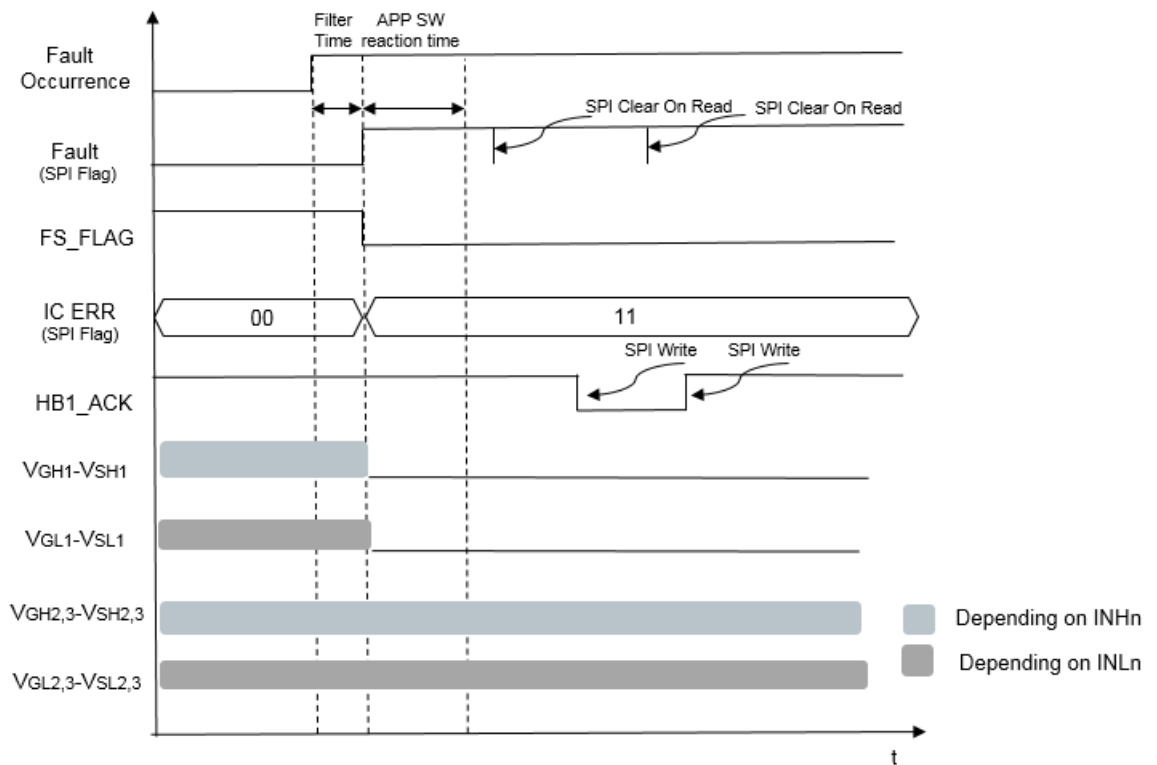 Filter Time
APP SW reaction time
Fault Occurrence
SPI Clear On Read
SPI Clear On Read
Fault
(SPI Flag)
FS_FLAG
IC ERR
(SPI Flag)
00
11
SPI Write
SPI Write
HB1_ACK
VGH1-VSH1
VGL1-VSL1
VGH2,3-VSH2,3
VGL2,3-VSL2,3
Depending on INHn
Depending on INLn
t